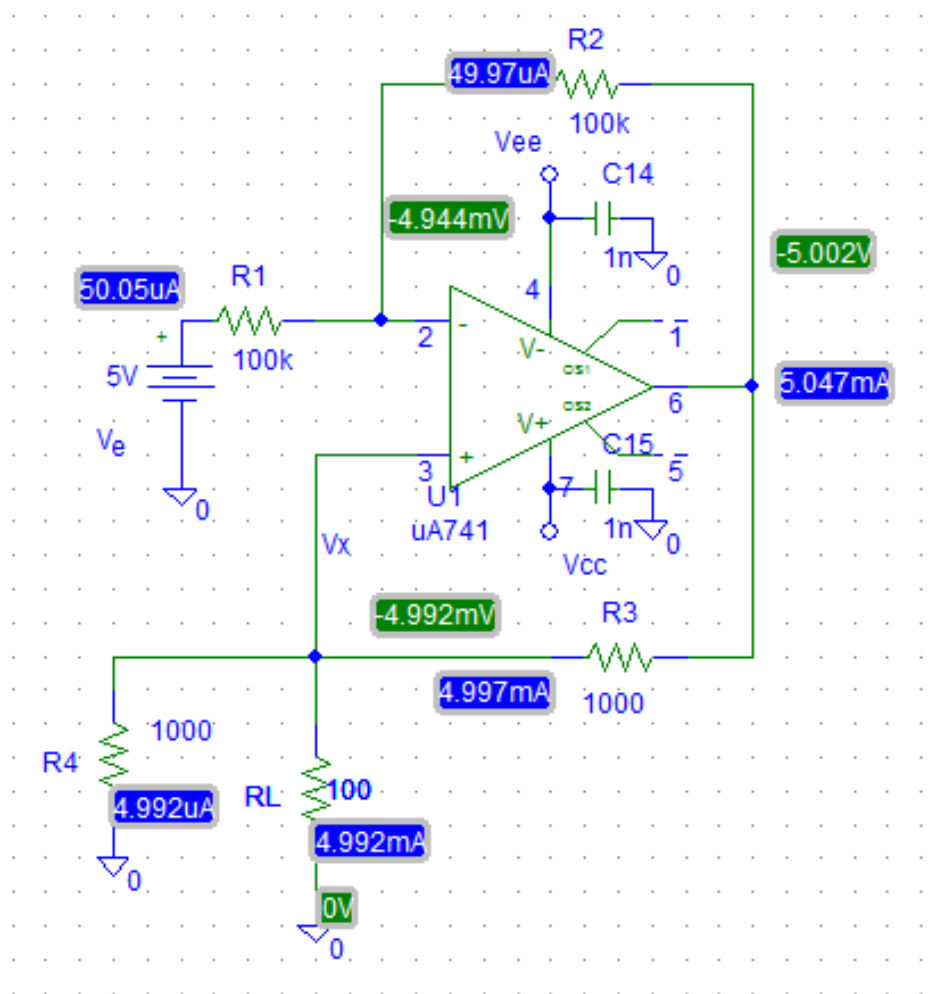 R2
49.97uA
100k
Vee
C14
-4.944mV
1n
0
-5.002V
50.05uA
R1
4
+
2
-
1
100k
V-
OS1
5V
6
5.047mA
OS2
V+
Ve
C15
3
+
5
7
U1
0
uA741
1n
0
Vx
Vcc
-4.992mV
R3
4.997mA
1000
1000
R4
RL
100
4.992uA
4.992mA
0
0V
0